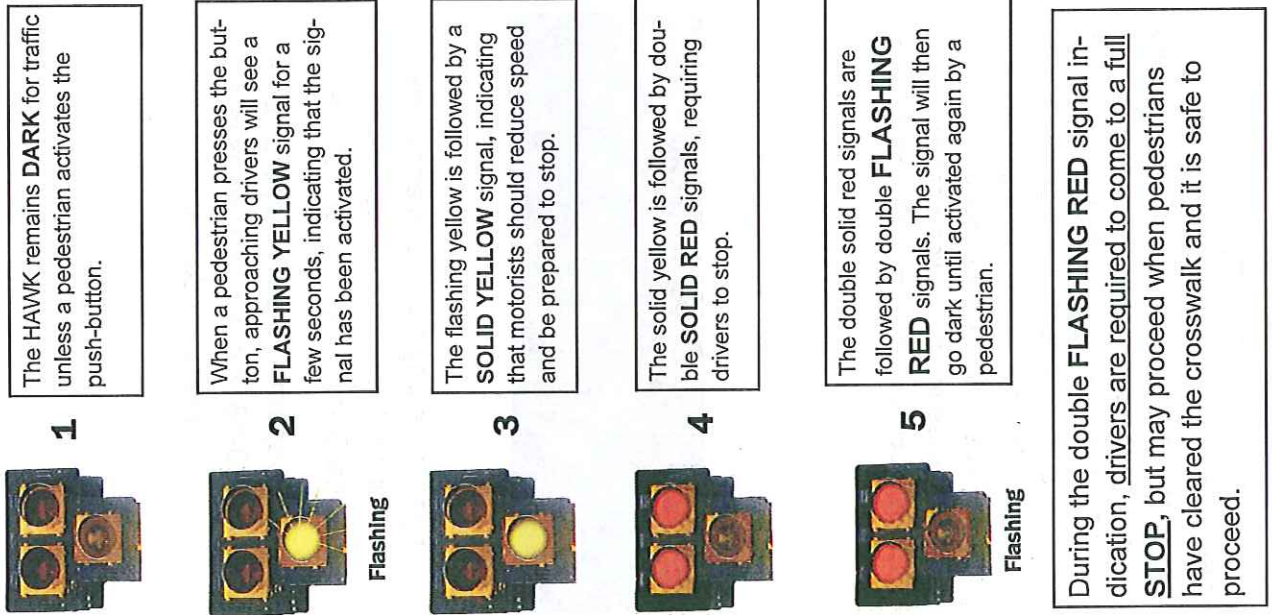 1
The HAWK remains DARK for traffic
unless a pedestrian activates the
push-button.
2
Flashing
When a pedestrian presses the but-
ton, approaching drivers will see a
FLASHING YELLOW signal for a
few seconds, indicating that the sig-
nal has been activated.
3
The flashing yellow is followed by a
SOLID YELLOW signal, indicating
that motorists should reduce speed
and be prepared to stop.
4
The solid yellow is followed by dou-
ble SOLID RED signals, requiring
drivers to stop.
5
Flashing
The double solid red signals are
followed by double FLASHING
RED signals. The signal will then
go dark until activated again by a
pedestrian.
During the double FLASHING RED signal in-
dication, drivers are required to come to a full
STOP, but may proceed when pedestrians
have cleared the crosswalk and it is safe to
proceed.